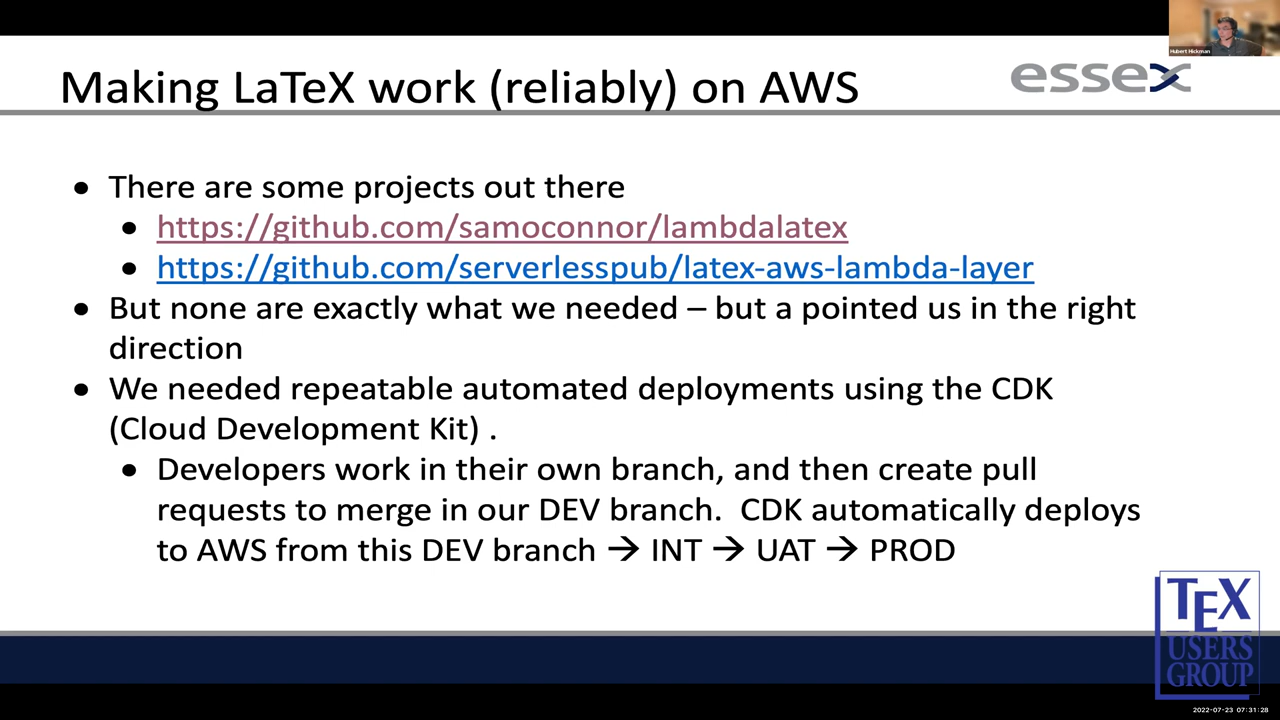 Hubert Hickman
essex
Making LaTeX work (reliably) on AWS
• There are some projects out there
• https://github.com/samoconnor/lambdalatex
• https://github.com/serverlesspub/latex-aws-lambda-layer
• But none are exactly what we needed – but a pointed us in the right
direction
• We needed repeatable automated deployments using the CDK
(Cloud Development Kit) .
• Developers work in their own branch, and then create pull
requests to merge in our DEV branch.  CDK automatically deploys
to AWS from this DEV branch → INT → UAT → PROD
TEX
USERS
GROUP
2022-07-23 07:31:28